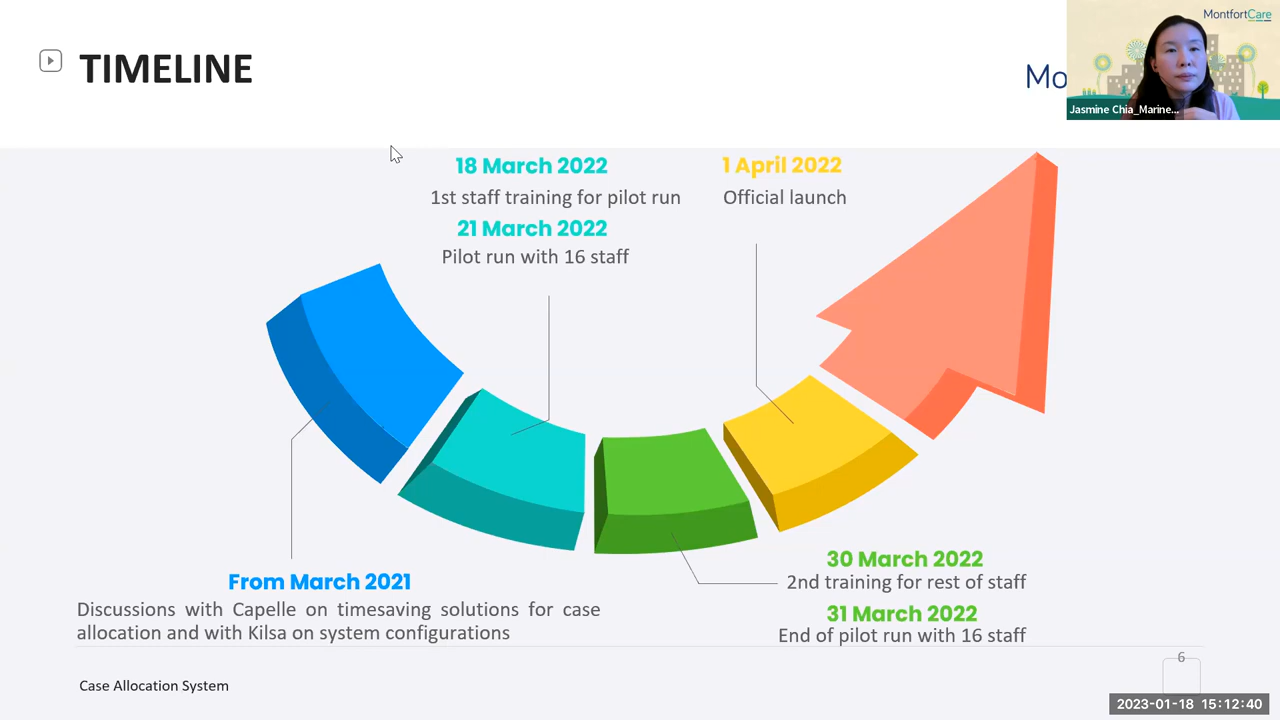 TIMELINE
Mo
MontfortCare
Jasmine Chia_Marine...
18 March 2022
1st staff training for pilot run
21 March 2022
Pilot run with 16 staff
1 April 2022
Official launch
From March 2021
Discussions with Capelle on timesaving solutions for case
allocation and with Kilsa on system configurations
30 March 2022
2nd training for rest of staff
31 March 2022
End of pilot run with 16 staff
6
Case Allocation System
2023-01-18 15:12:40